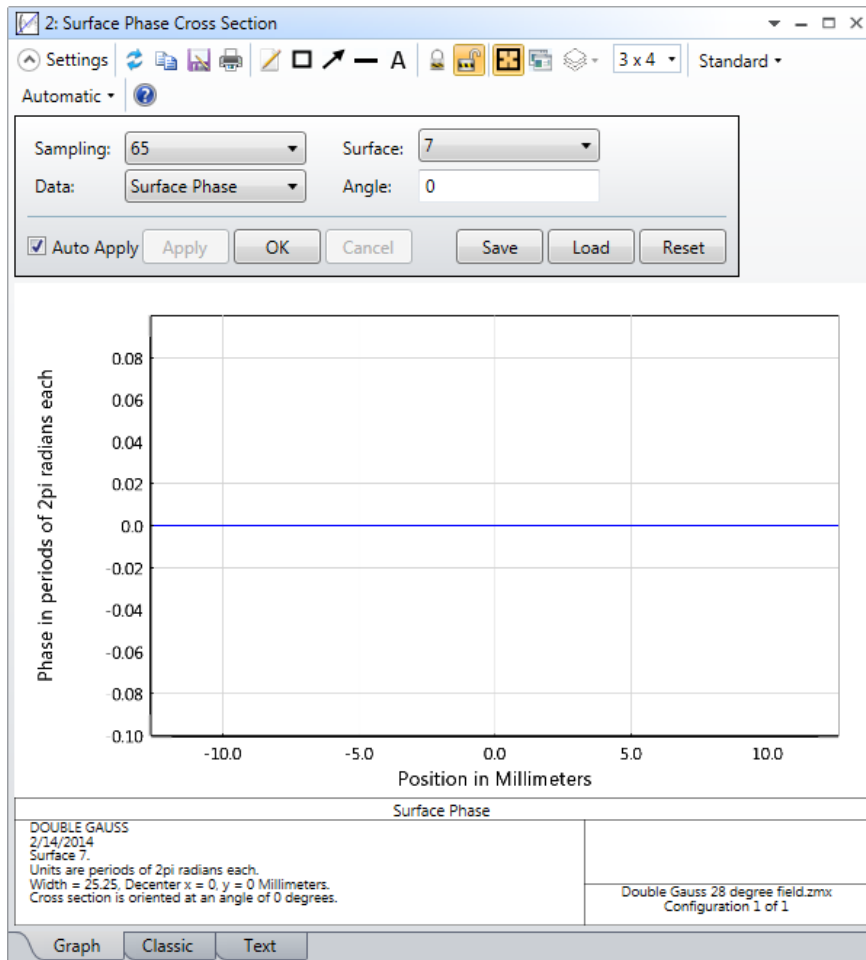 2: Surface Phase Cross Section
Settings A 3 x 4 Standard
Automatic
Sampling: 65 Surface: 7
Data: Surface Phase Angle: 0
Auto Apply Apply OK Cancel Save Load Reset
Phase in periods of 2pi radians each
0.08
0.06
0.04
0.02
0.0
-0.02
-0.04
-0.06
-0.08
-0.10
-10.0 -5.0 0.0 5.0 10.0
Position in Millimeters
Surface Phase
DOUBLE GAUSS
2/14/2014
Surface 7.
Units are periods of 2pi radians each.
Width = 25.25, Decenter x = 0, y = 0 Millimeters.
Cross section is oriented at an angle of 0 degrees.
Double Gauss 28 degree field.zmx
Configuration 1 of 1
Graph Classic Text